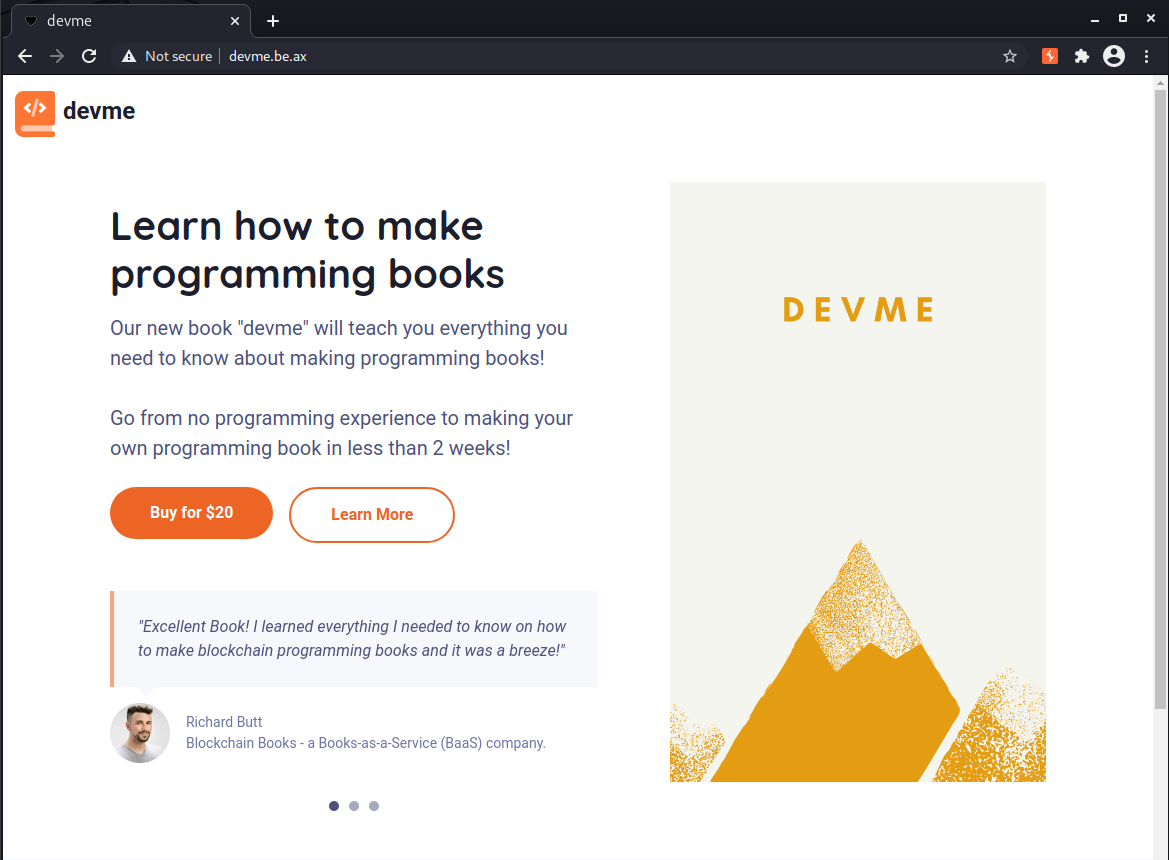 devme
Not secure devme.be.ax
</> devme
Learn how to make
programming books
Our new book "devme" will teach you everything you
need to know about making programming books!
Go from no programming experience to making your
own programming book in less than 2 weeks!
Buy for $20 Learn More
"Excellent Book! I learned everything I needed to know on how
to make blockchain programming books and it was a breeze!"
Richard Butt
Blockchain Books - a Books-as-a-Service (BaaS) company.
DEVME